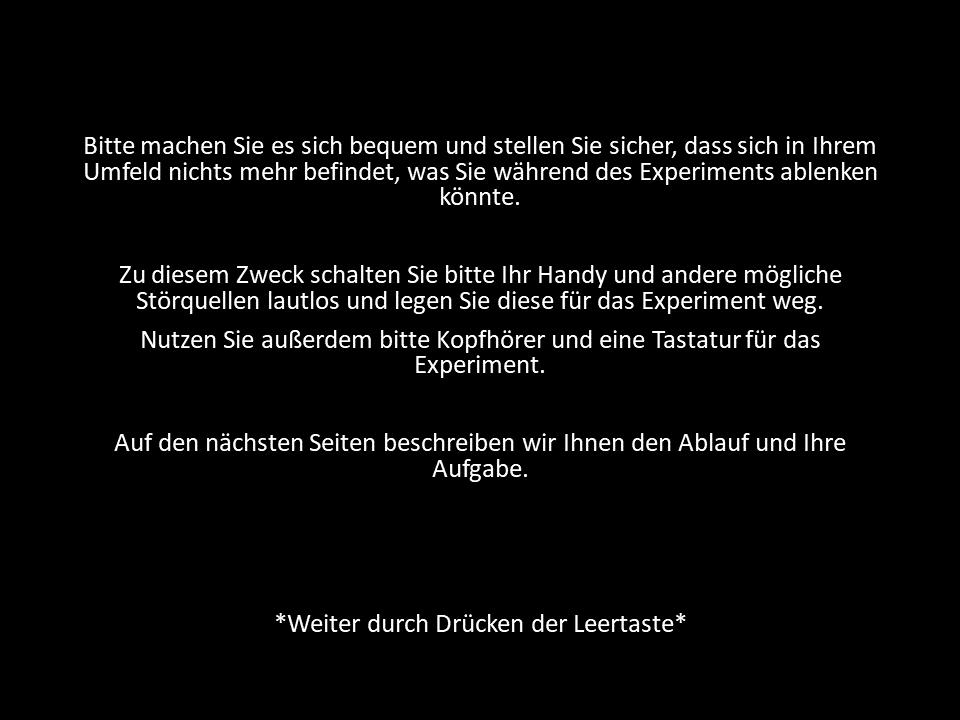 Bitte machen Sie es sich bequem und stellen Sie sicher, dass sich in Ihrem
Umfeld nichts mehr befindet, was Sie während des Experiments ablenken
könnte.
Zu diesem Zweck schalten Sie bitte Ihr Handy und andere mögliche
Störquellen lautlos und legen Sie diese für das Experiment weg.
Nutzen Sie außerdem bitte Kopfhörer und eine Tastatur für das
Experiment.
Auf den nächsten Seiten beschreiben wir Ihnen den Ablauf und Ihre
Aufgabe.
*Weiter durch Drücken der Leertaste*